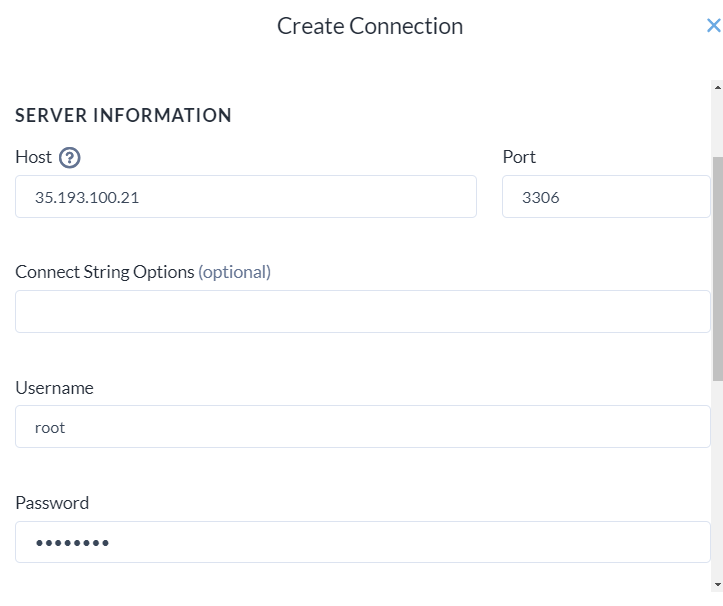 Create Connection
SERVER INFORMATION
Host Port
35.193.100.21 3306
Connect String Options (optional)
Username
root
Password
••••••••